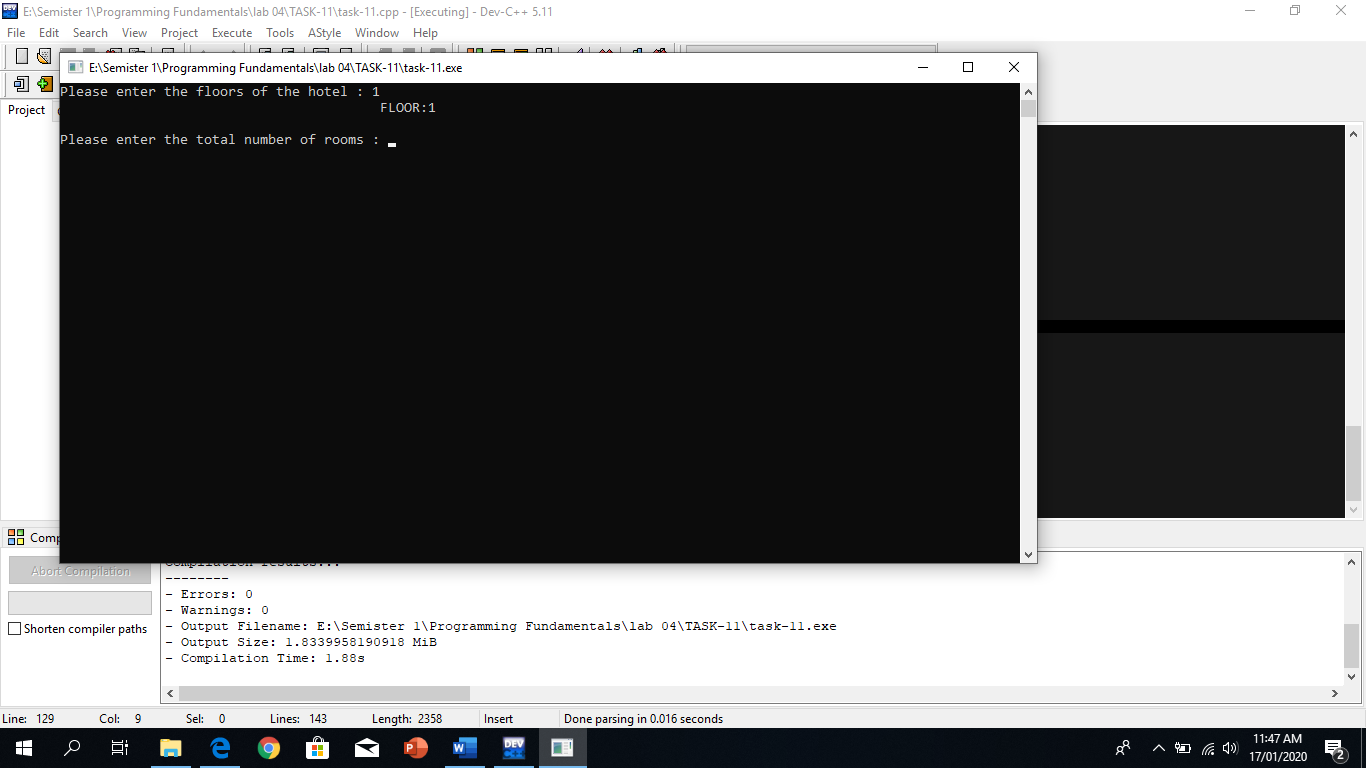 E:\Semister 1\Programming Fundamentals\lab 04\TASK-11\task-11.cpp - [Executing] - Dev-C++ 5.11
File Edit Search View Project Execute Tools AStyle Window Help
E:\Semister 1\Programming Fundamentals\lab 04\TASK-11\task-11.exe
Please enter the floors of the hotel : 1
FLOOR:1
Please enter the total number of rooms :
Project
Compilation results...
Abort Compilation
--------
- Errors: 0
- Warnings: 0
- Output Filename: E:\Semister 1\Programming Fundamentals\lab 04\TASK-11\task-11.exe
- Output Size: 1.8339958190918 MiB
- Compilation Time: 1.88s
Shorten compiler paths
Line: 129 Col: 9 Sel: 0 Lines: 143 Length: 2358 Insert Done parsing in 0.016 seconds
DEV
11:47 AM
17/01/2020
2